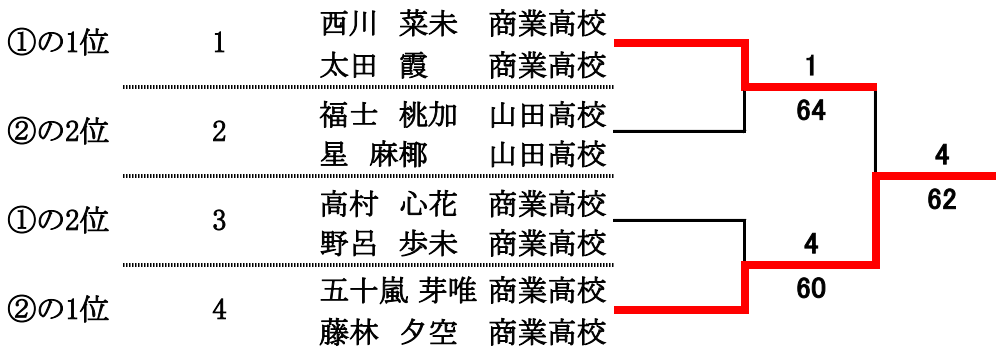 西川 菜未 商業高校
①の1位 1
太田 霞 商業高校
1
64
福士 桃加 山田高校
②の2位 2
星 麻椰 山田高校
4
62
高村 心花 商業高校
①の2位 3
野呂 歩未 商業高校
4
60
五十嵐 芽唯 商業高校
②の1位 4
藤林 夕空 商業高校